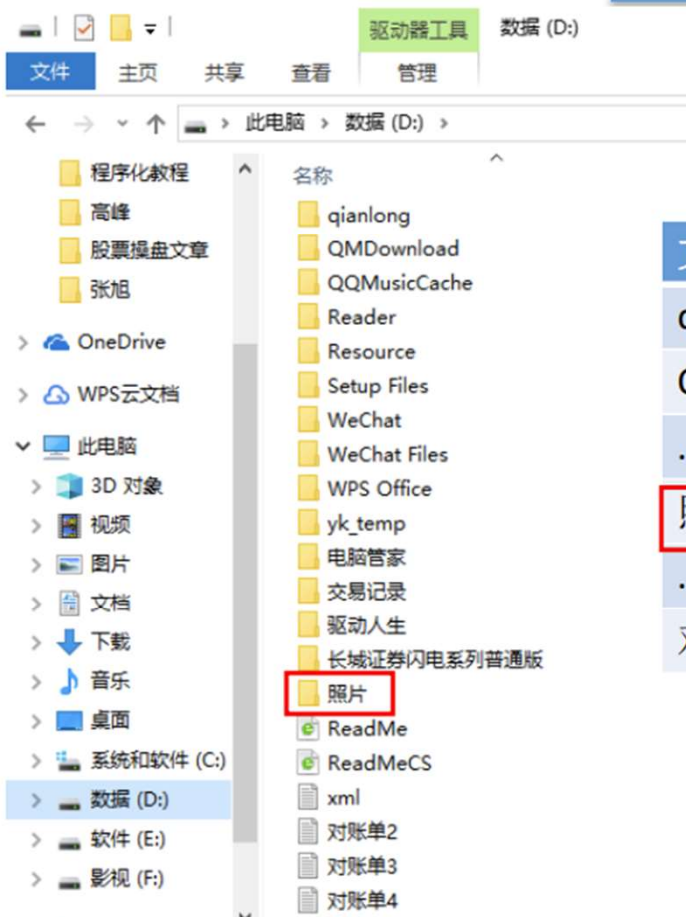 驱动器工具 数据 (D:)
文件 主页 共享 查看 管理
此电脑 数据 (D:)
程序化教程
高峰
股票操盘文章
张旭
OneDrive
WPS云文档
此电脑
3D 对象
视频
图片
文档
下载
音乐
桌面
系统和软件 (C:)
数据 (D:)
软件 (E:)
影视 (F:)
名称
qianlong
QMDownload
QQMusicCache
Reader
Resource
Setup Files
WeChat
WeChat Files
WPS Office
yk_temp
电脑管家
交易记录
驱动人生
长城证券闪电系列普通版
照片
ReadMe
ReadMeCS
xml
对账单2
对账单3
对账单4